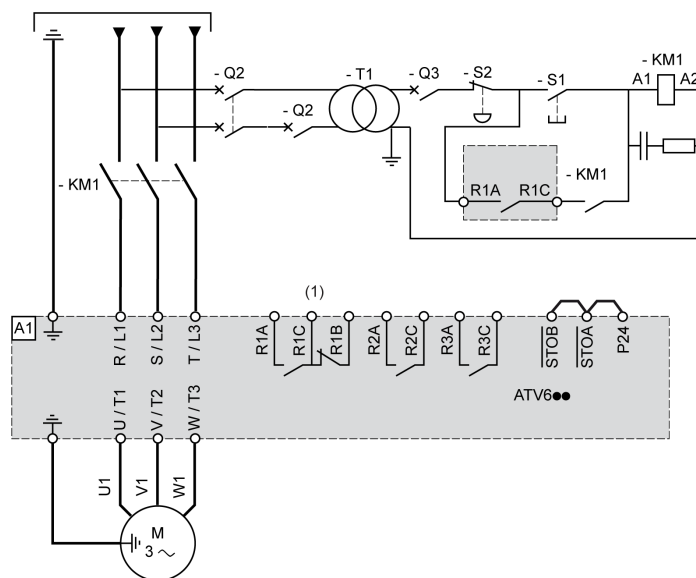 - Q2
- T1
- Q3
- S2
- S1
- KM1
A1
A2
- Q2
- KM1
R1A
R1C
- KM1
(1)
A1
R / L1
S / L2
T / L3
R1A
R1C
R1B
R2A
R2C
R3A
R3C
STOB
STOA
P24
ATV6●●
U / T1
V / T2
W / T3
U1
V1
W1
M
3 ~